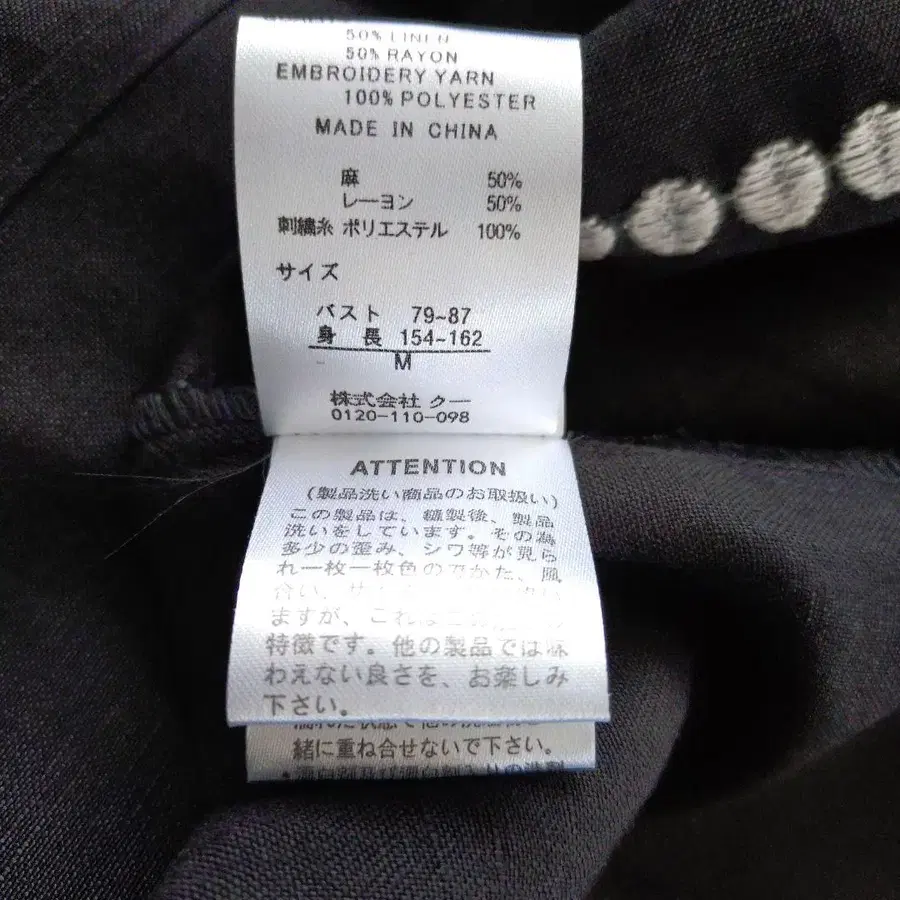 50% LINEN
50% RAYON
EMBROIDERY YARN
100% POLYESTER
MADE IN CHINA
麻 50%
レーヨン 50%
刺繍糸 ポリエステル 100%
サイズ
バスト 79~87
身 長 154~162
M
株式会社 クー
0120-110-098
ATTENTION
(製品洗い商品のお取扱い)
この製品は、縫製後、製品
洗いをしています。その為
多少の歪み、シワ等が見ら
れ一枚一枚色のでかた、風
合い、サイ
ますが、これはこの
特徴です。他の製品では味
わえない良さを、お楽しみ
下さい。
緒に重ね合せないで下さい。